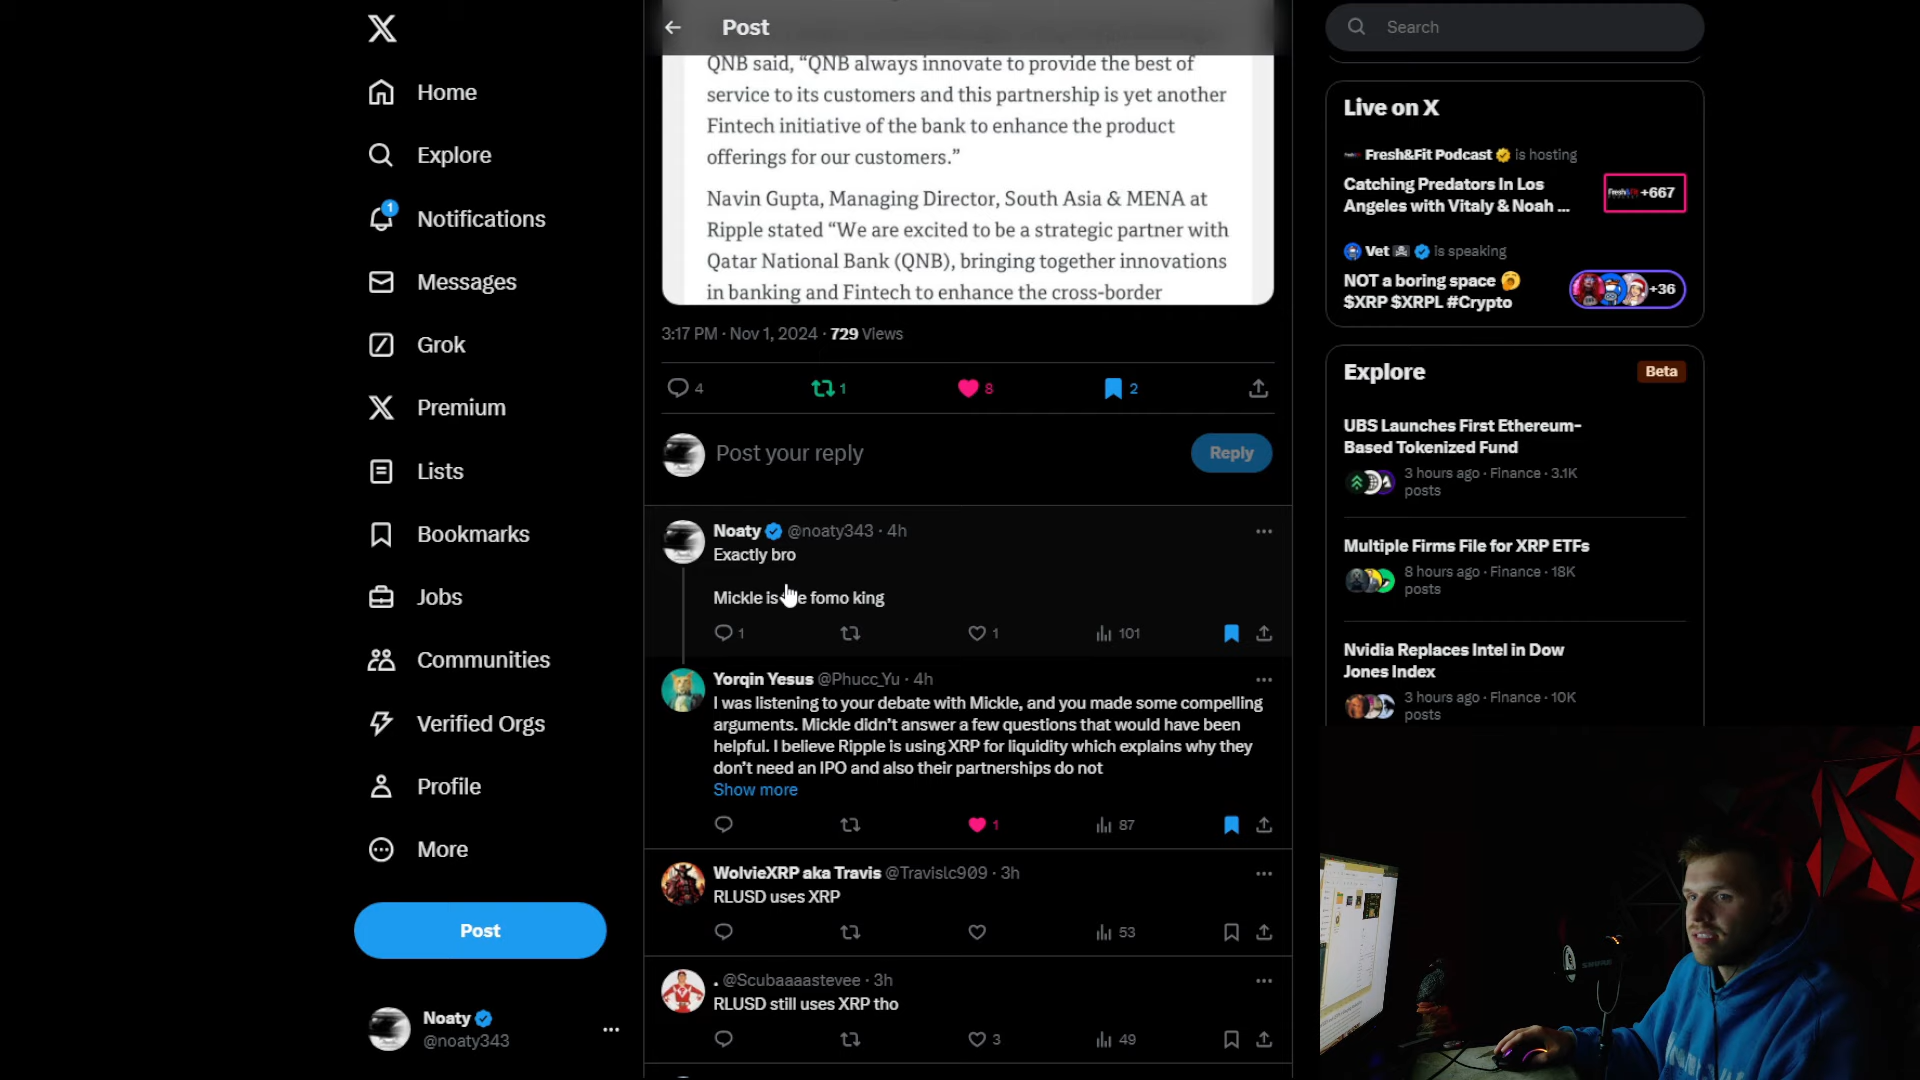 Home
Explore
1
Notifications
Messages
Grok
Premium
Lists
Bookmarks
Jobs
Communities
Verified Orgs
Profile
More
Post
Noaty
@noaty343
Post
QNB said, “QNB always innovate to provide the best of
service to its customers and this partnership is yet another
Fintech initiative of the bank to enhance the product
offerings for our customers.”
Navin Gupta, Managing Director, South Asia & MENA at
Ripple stated “We are excited to be a strategic partner with
Qatar National Bank (QNB), bringing together innovations
in banking and Fintech to enhance the cross-border
3:17 PM · Nov 1, 2024 · 729 Views
4 1 8 2
Post your reply
Reply
Noaty @noaty343 · 4h
Exactly bro
Mickle is fomo king
1 1 101
Yorqin Yesus @Phucc_Yu · 4h
I was listening to your debate with Mickle, and you made some compelling
arguments. Mickle didn’t answer a few questions that would have been
helpful. I believe Ripple is using XRP for liquidity which explains why they
don’t need an IPO and also their partnerships do not
Show more
1 87
WolvieXRP aka Travis @Travislc909 · 3h
RLUSD uses XRP
53
. @Scubaaaastevee · 3h
RLUSD still uses XRP tho
3 49
Search
Live on X
Fresh&Fit Podcast is hosting
Catching Predators In Los
Angeles with Vitaly & Noah ...
+667
Vet is speaking
NOT a boring space
$XRP $XRPL #Crypto
+36
Explore
Beta
UBS Launches First Ethereum-
Based Tokenized Fund
3 hours ago · Finance · 3.1K
posts
Multiple Firms File for XRP ETFs
8 hours ago · Finance · 18K
posts
Nvidia Replaces Intel in Dow
Jones Index
3 hours ago · Finance · 10K
posts